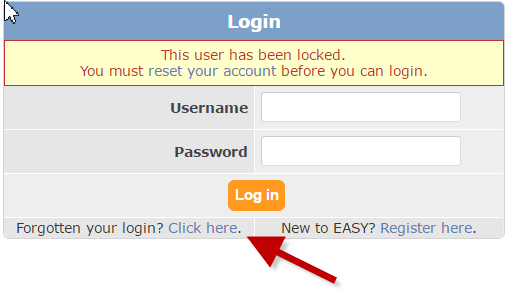 Login
This user has been locked.
You must reset your account before you can login.
Username
Password
Log in
Forgotten your login? Click here.
New to EASY? Register here.